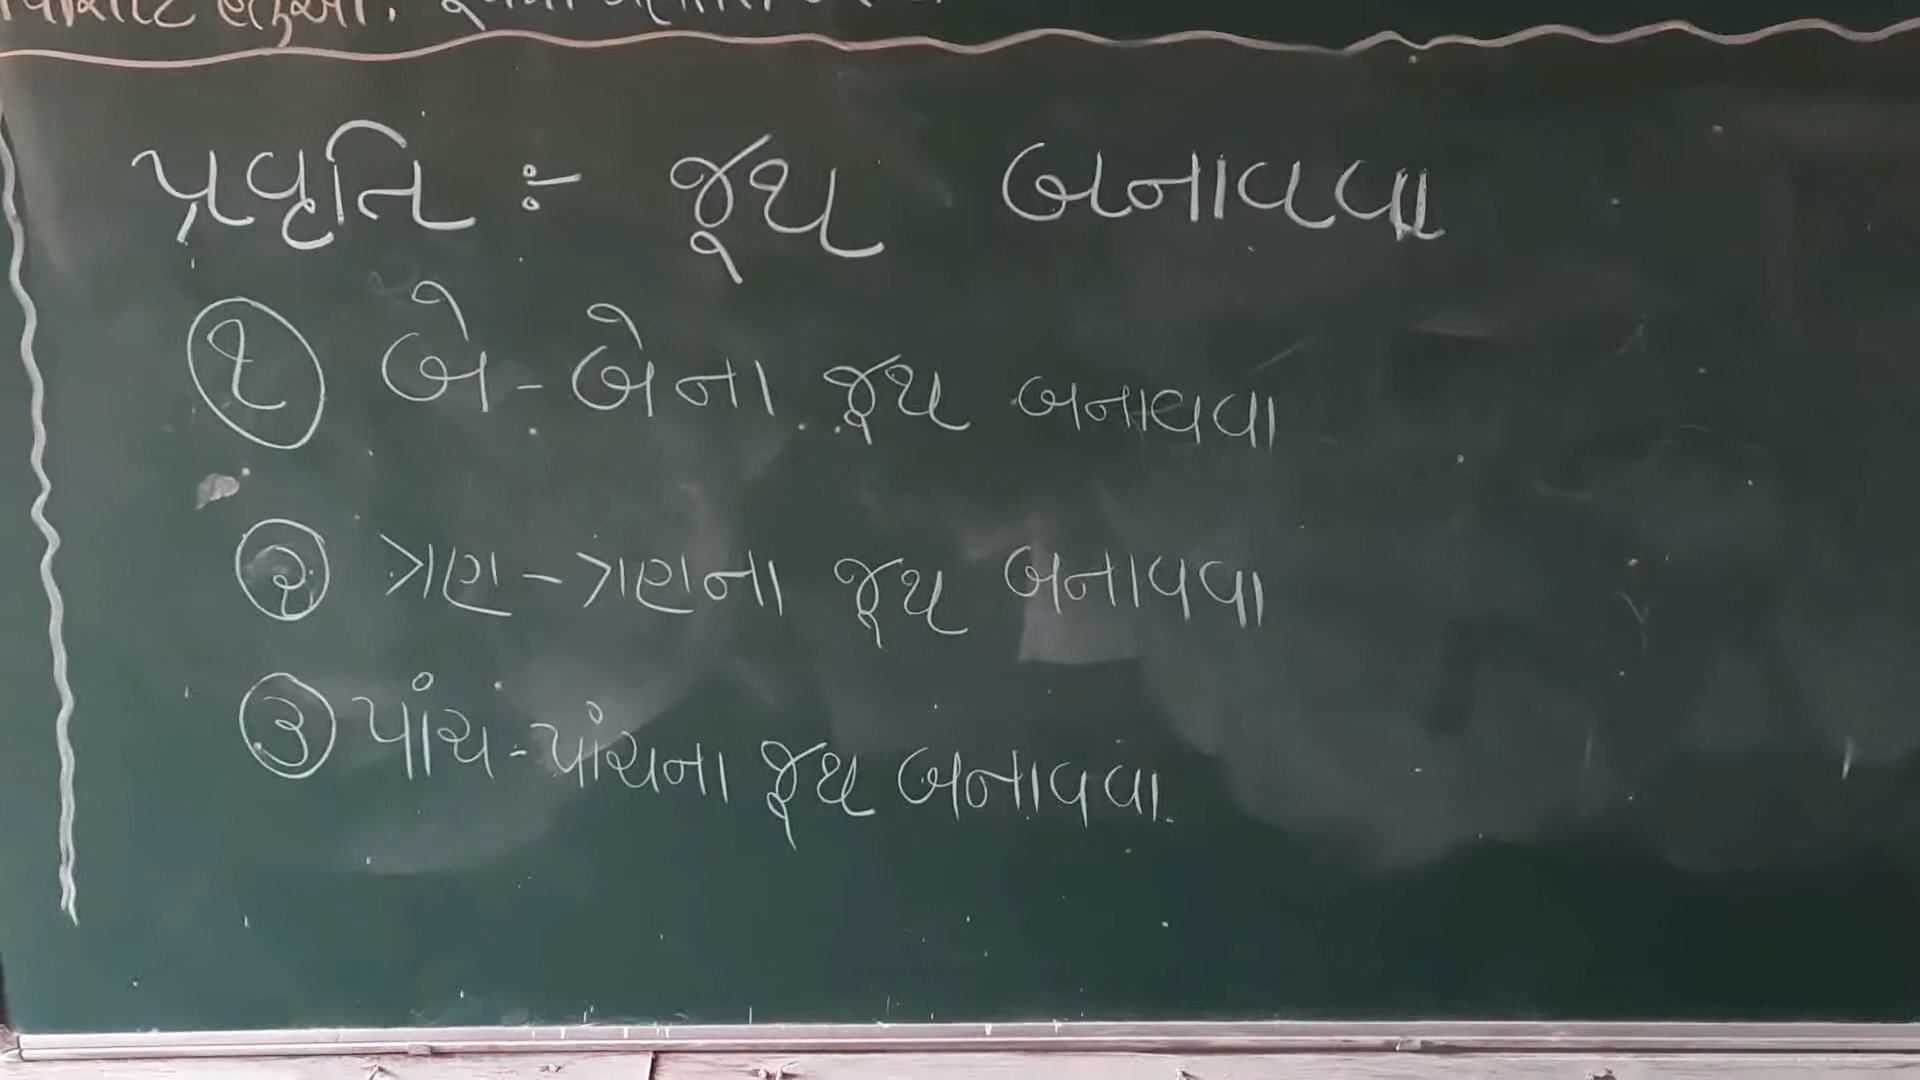 પ્રવૃતિ :- જૂથ બનાવવા
૧ બે-બેના જૂથ બનાવવા
૨ ત્રણ-ત્રણના જૂથ બનાવવા
૩ પાંચ-પાંચના જૂથ બનાવવા.